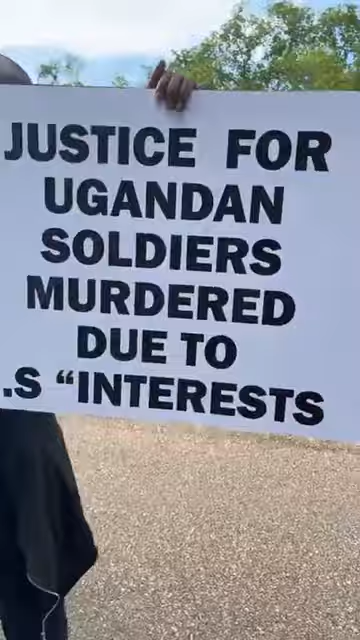 JUSTICE FOR
UGANDAN
SOLDIERS
MURDERED
DUE TO
.S “INTERESTS